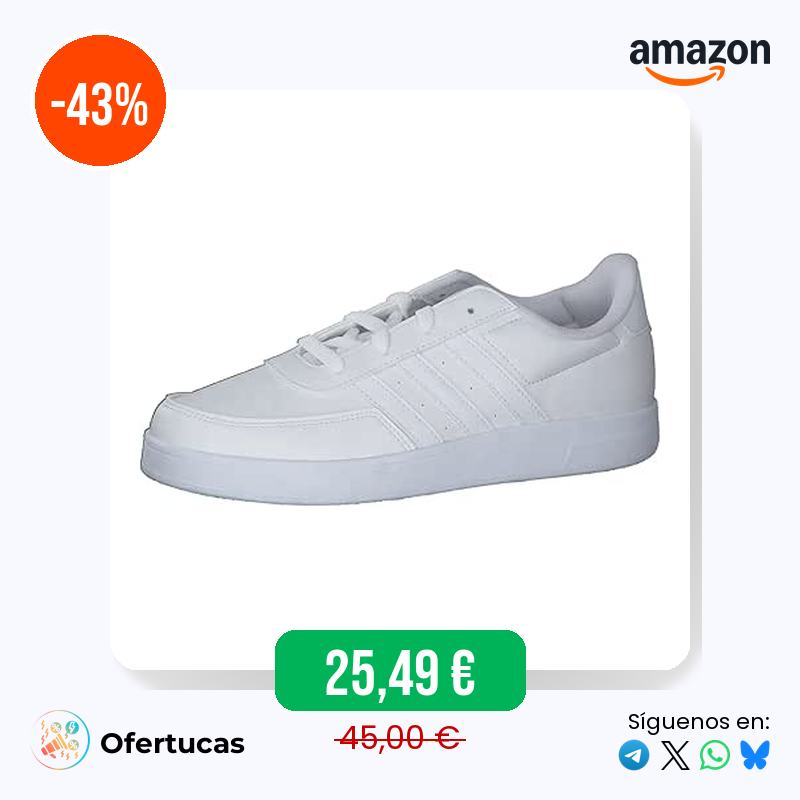 -43%
amazon
25,49 €
45,00 €
Ofertucas
Síguenos en: